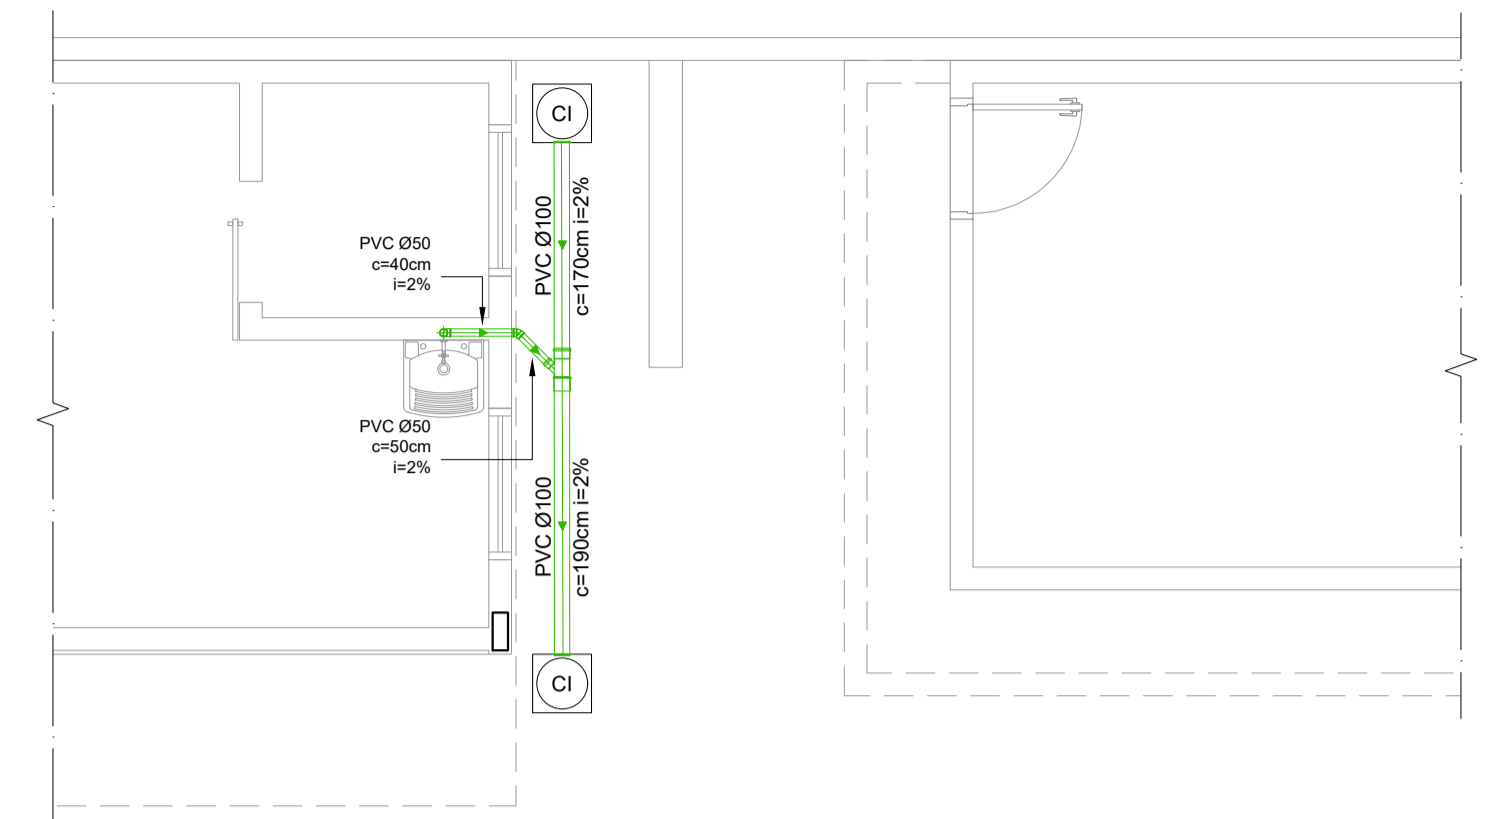 CI
PVC Ø100
c=170cm i=2%
PVC Ø50
c=40cm
i=2%
PVC Ø50
c=50cm
i=2%
PVC Ø100
c=190cm i=2%
CI